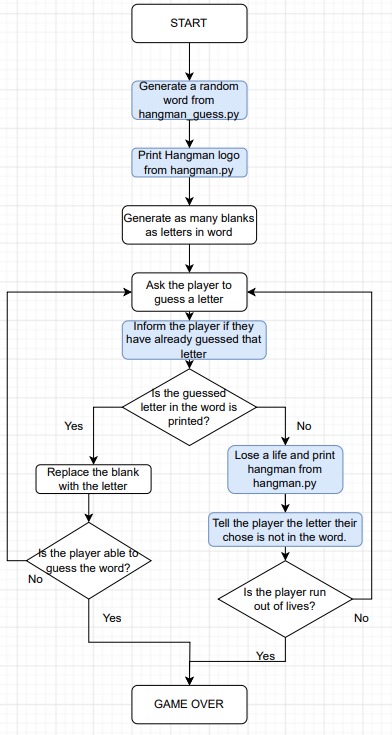 START
Generate a random
word from
hangman_guess.py
Print Hangman logo
from hangman.py
Generate as many blanks
as letters in word
Ask the player to
guess a letter
Inform the player if they
have already guessed that
letter
Is the guessed
letter in the word is
printed?
Yes
No
Replace the blank
with the letter
Lose a life and print
hangman from
hangman.py
Tell the player the letter their
chose is not in the word.
Is the player able to
guess the word?
No
Yes
Is the player run
out of lives?
No
Yes
GAME OVER